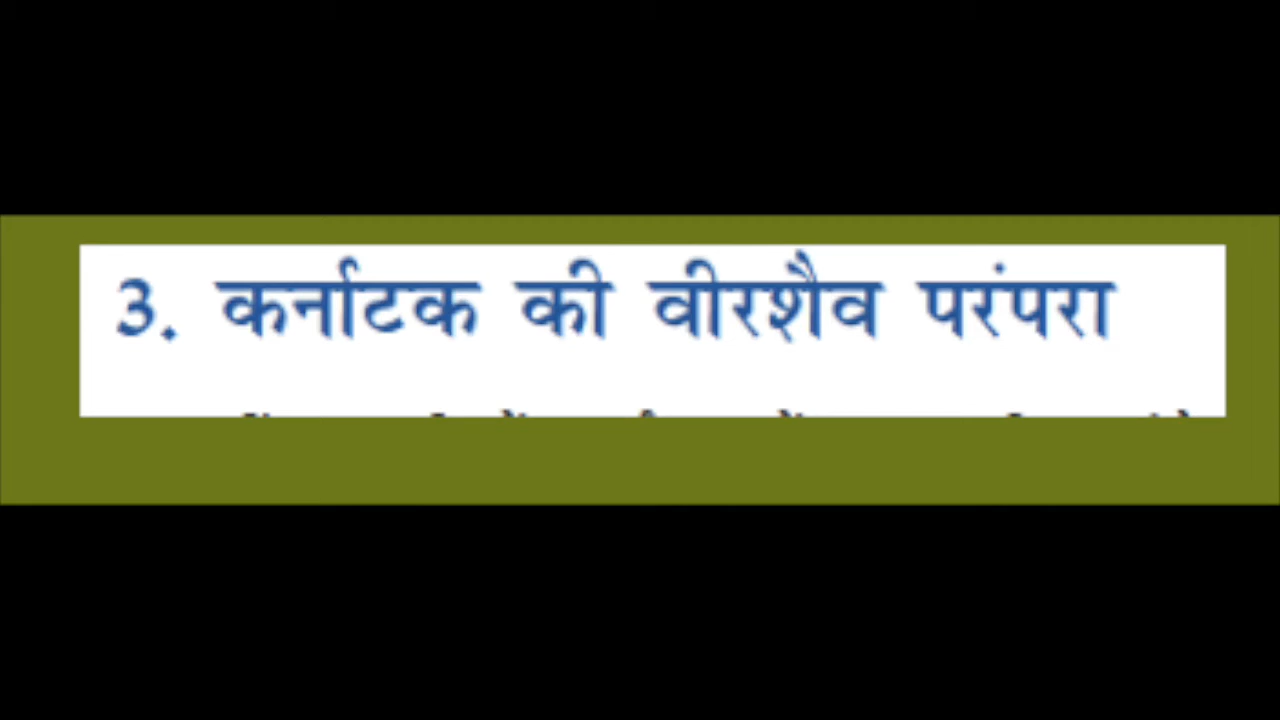 3. कर्नाटक की वीरशैव परंपरा